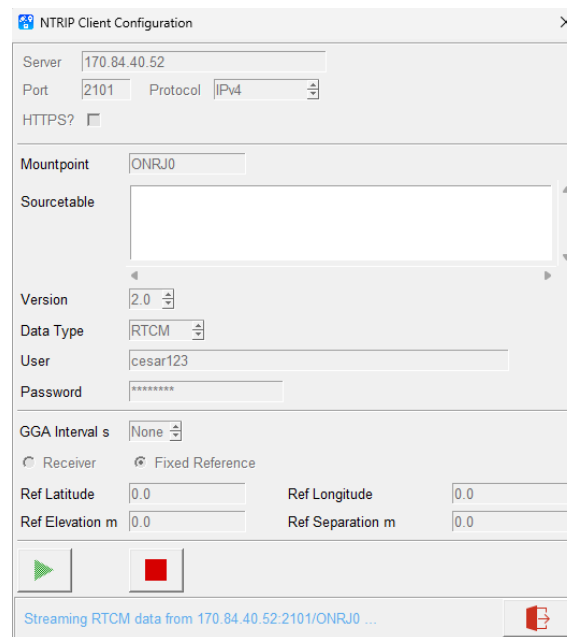 NTRIP Client Configuration
Server 170.84.40.52
Port 2101 Protocol IPv4
HTTPS?
Mountpoint ONRJ0
Sourcetable
Version 2.0
Data Type RTCM
User cesar123
Password ********
GGA Interval s None
Receiver Fixed Reference
Ref Latitude 0.0 Ref Longitude 0.0
Ref Elevation m 0.0 Ref Separation m 0.0
Streaming RTCM data from 170.84.40.52:2101/ONRJ0 ...